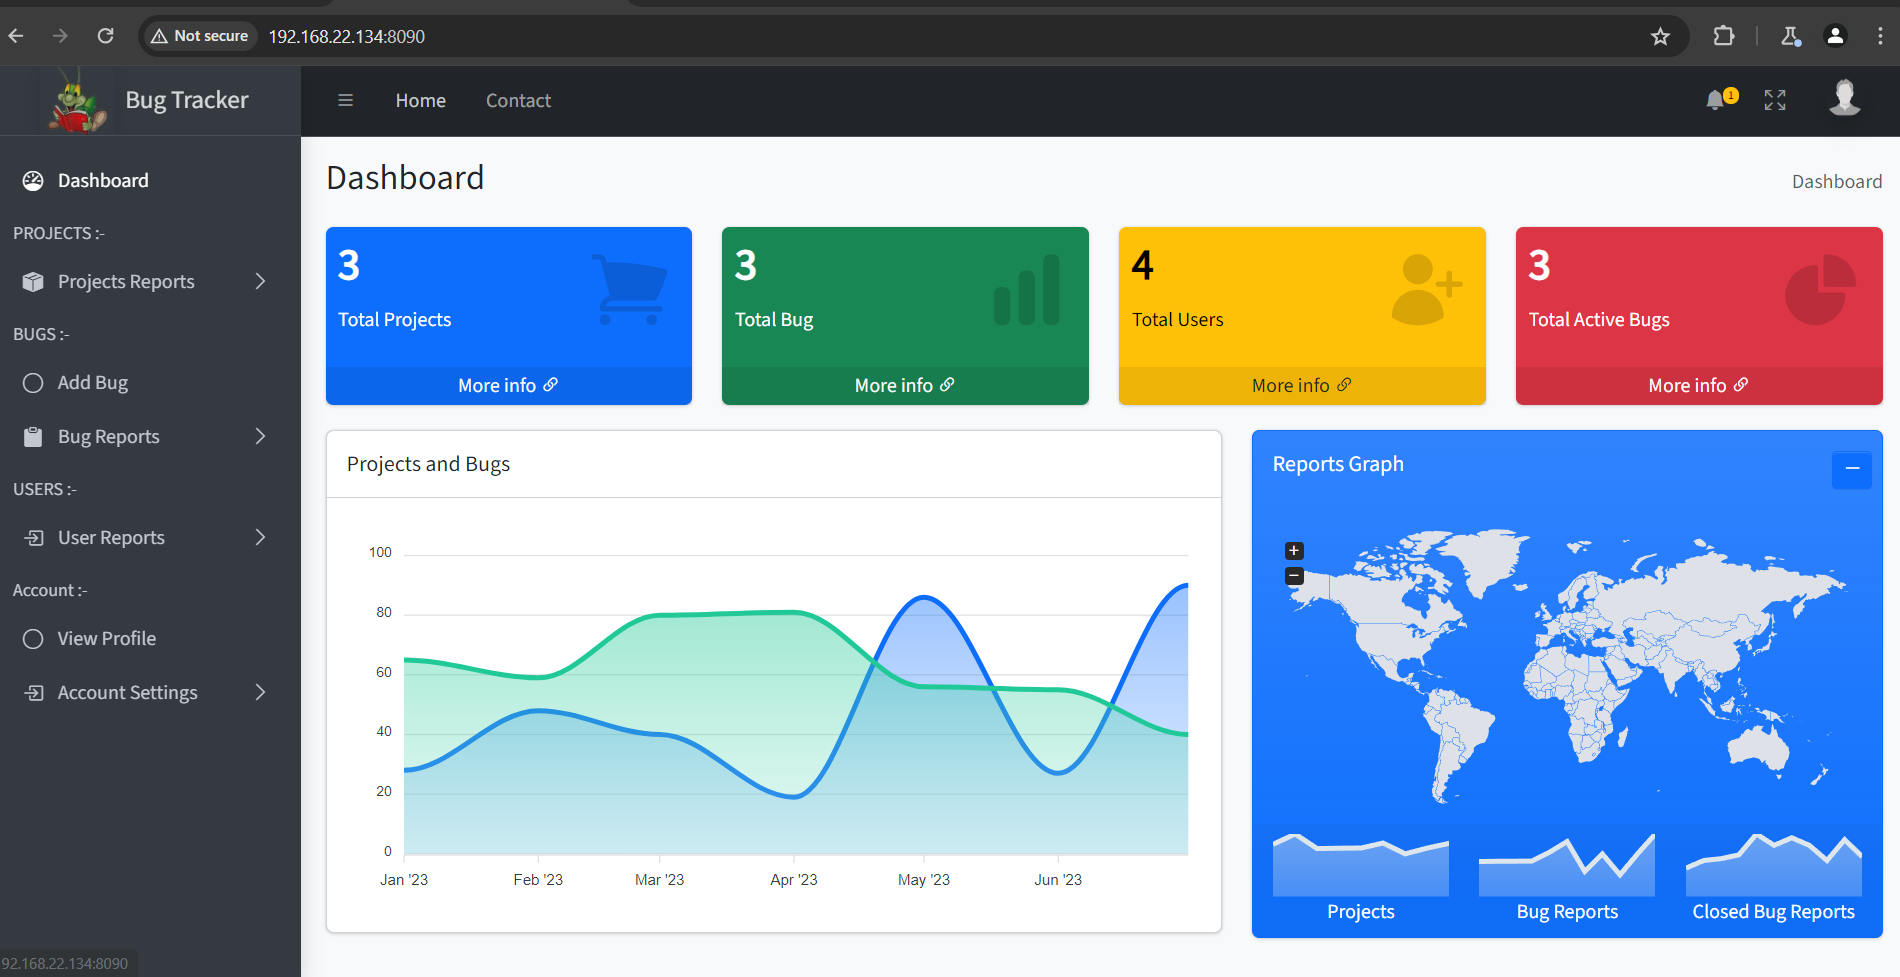 Not secure 192.168.22.134:8090
Bug Tracker
Home Contact
1
Dashboard
PROJECTS :-
Projects Reports
BUGS :-
Add Bug
Bug Reports
USERS :-
User Reports
Account :-
View Profile
Account Settings
92.168.22.134:8090
Dashboard
Dashboard
3
Total Projects
More info
3
Total Bug
More info
4
Total Users
More info
3
Total Active Bugs
More info
Projects and Bugs
100
80
60
40
20
0
Jan '23 Feb '23 Mar '23 Apr '23 May '23 Jun '23
Reports Graph
+
−
Projects Bug Reports Closed Bug Reports